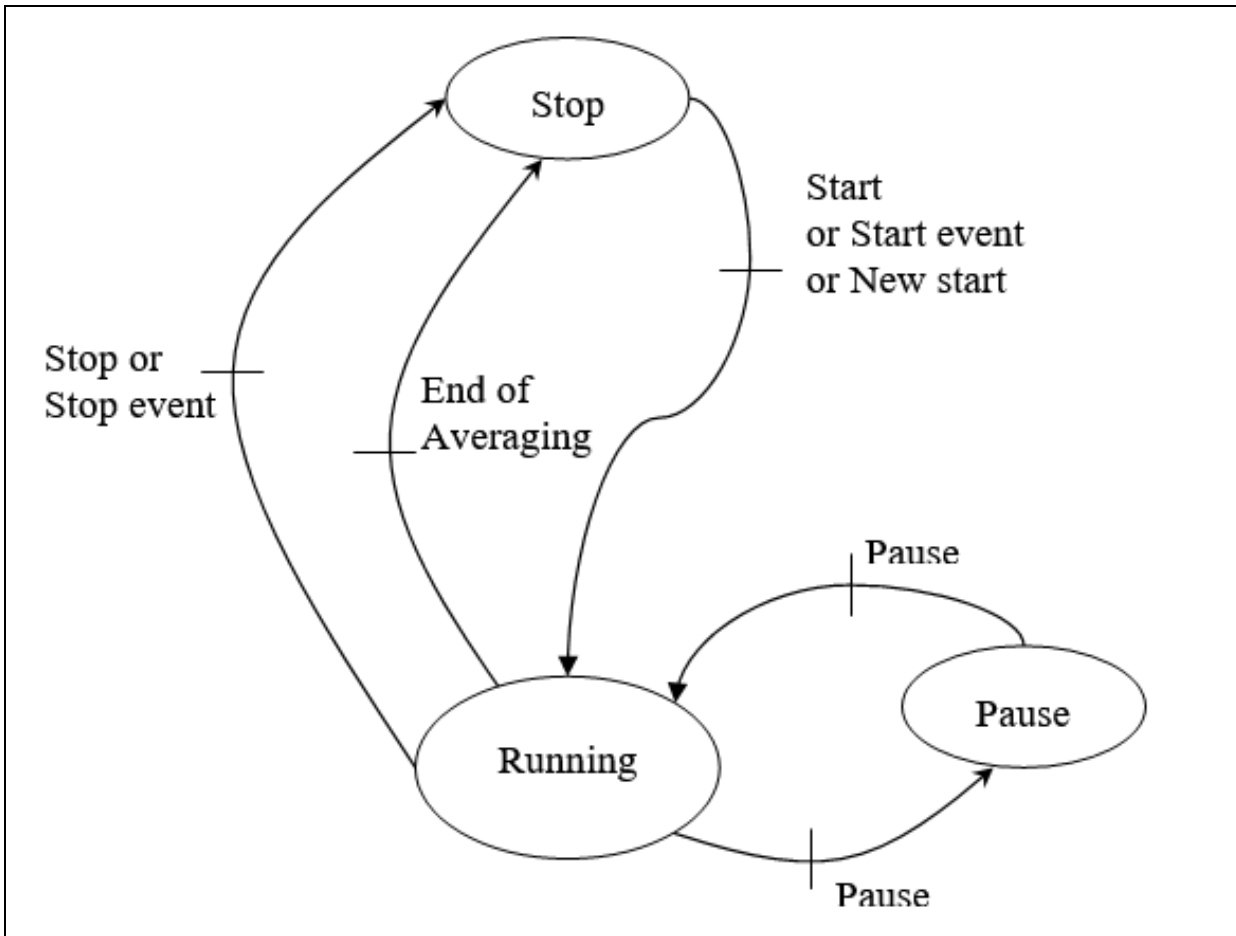 Stop
Start
or Start event
or New start
Stop or
Stop event
End of
Averaging
Pause
Pause
Running
Pause